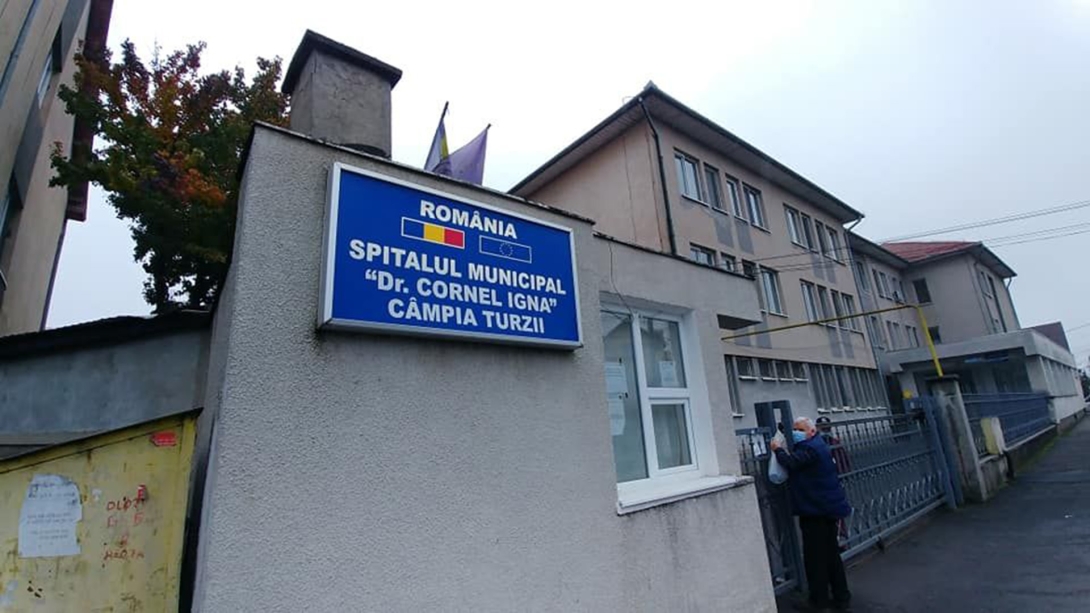 ROMÂNIA
SPITALUL MUNICIPAL
“Dr. CORNEL IGNA”
CÂMPIA TURZII